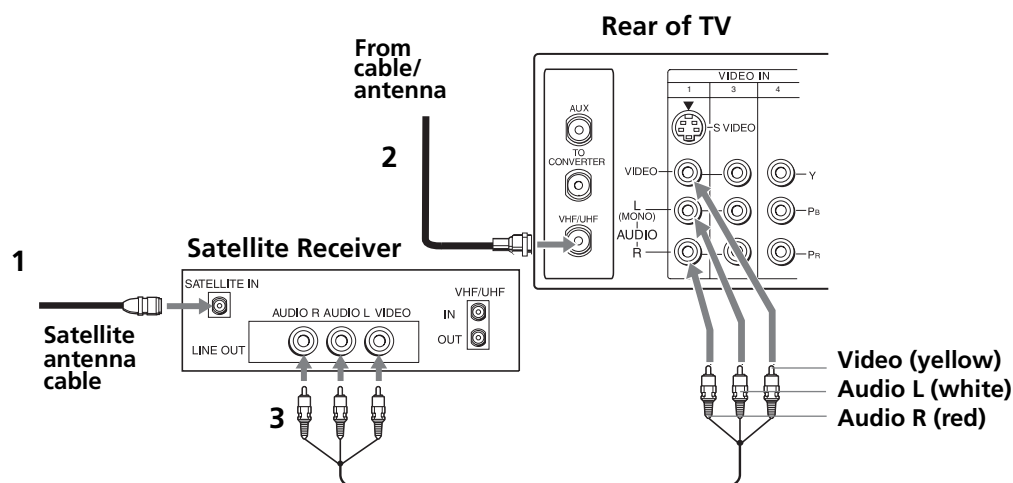 Rear of TV
From
cable/
antenna
2
AUX
TO
CONVERTER
VHF/UHF
VIDEO IN
1 3 4
S VIDEO
VIDEO
Y
L
(MONO)
AUDIO
R
PB
PR
1
Satellite Receiver
SATELLITE IN
Satellite
antenna
cable
AUDIO R AUDIO L VIDEO
LINE OUT
VHF/UHF
IN
OUT
3
Video (yellow)
Audio L (white)
Audio R (red)